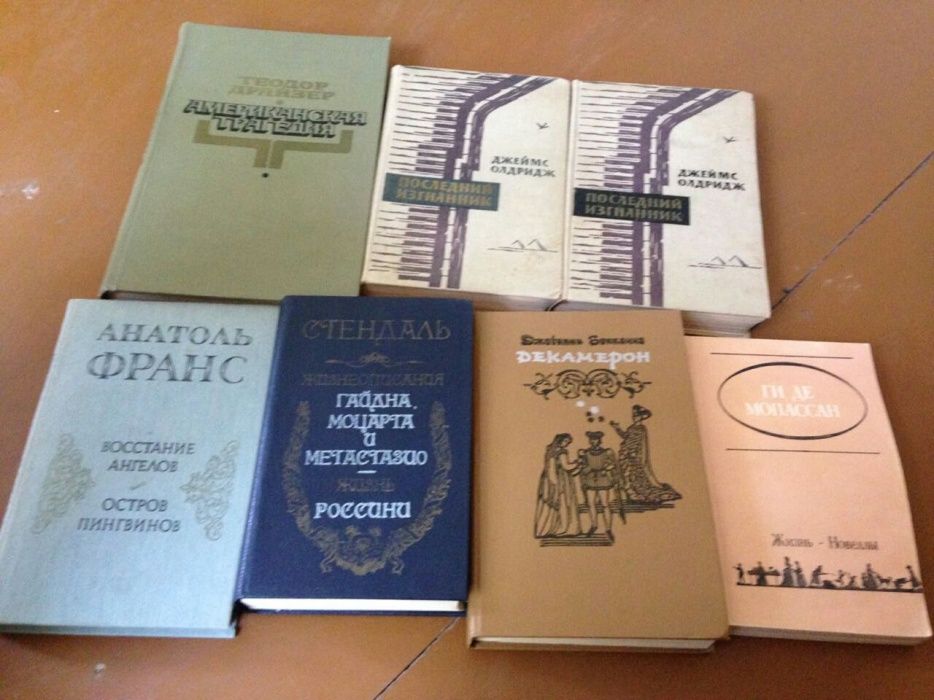 ТЕОДОР
ДРАЙЗЕР
АМЕРИКАНСКАЯ
ТРАГЕДИЯ
ДЖЕЙМС
ОЛДРИДЖ
ПОСЛЕДНИЙ
ИЗГНАННИК
ДЖЕЙМС
ОЛДРИДЖ
ПОСЛЕДНИЙ
ИЗГНАННИК
АНАТОЛЬ
ФРАНС
ВОССТАНИЕ
АНГЕЛОВ
ОСТРОВ
ПИНГВИНОВ
СТЕНДАЛЬ
ЖИЗНЕОПИСАНИЯ
ГАЙДНА,
МОЦАРТА
И
МЕТАСТАЗИО
ЖИЗНЬ
РОССИНИ
Джованни Боккаччо
ДЕКАМЕРОН
ГИ ДЕ
МОПАССАН
Жизнь - Новеллы